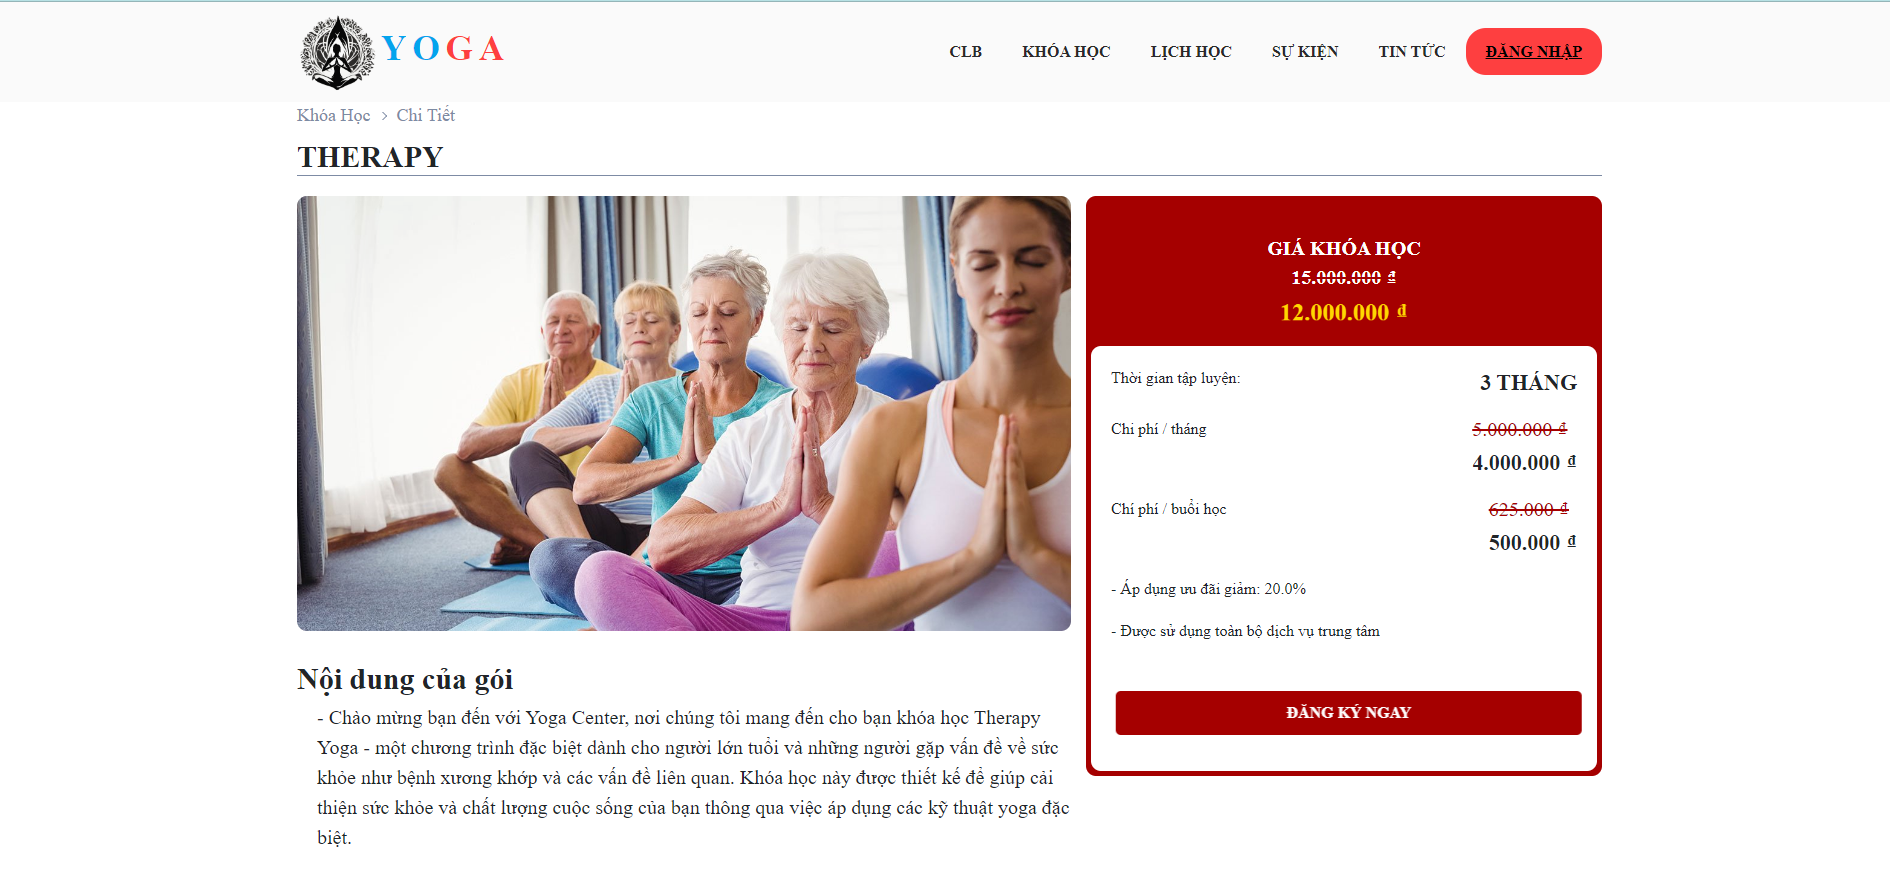 YOGA
CLB
KHÓA HỌC
LỊCH HỌC
SỰ KIỆN
TIN TỨC
ĐĂNG NHẬP
Khóa Học > Chi Tiết
THERAPY
GIÁ KHÓA HỌC
15.000.000 ₫
12.000.000 ₫
Thời gian tập luyện:
3 THÁNG
Chi phí / tháng
5.000.000 ₫
4.000.000 ₫
Chí phí / buổi học
625.000 ₫
500.000 ₫
- Áp dụng ưu đãi giảm: 20.0%
- Được sử dụng toàn bộ dịch vụ trung tâm
ĐĂNG KÝ NGAY
Nội dung của gói
- Chào mừng bạn đến với Yoga Center, nơi chúng tôi mang đến cho bạn khóa học Therapy
Yoga - một chương trình đặc biệt dành cho người lớn tuổi và những người gặp vấn đề về sức
khỏe như bệnh xương khớp và các vấn đề liên quan. Khóa học này được thiết kế để giúp cải
thiện sức khỏe và chất lượng cuộc sống của bạn thông qua việc áp dụng các kỹ thuật yoga đặc
biệt.